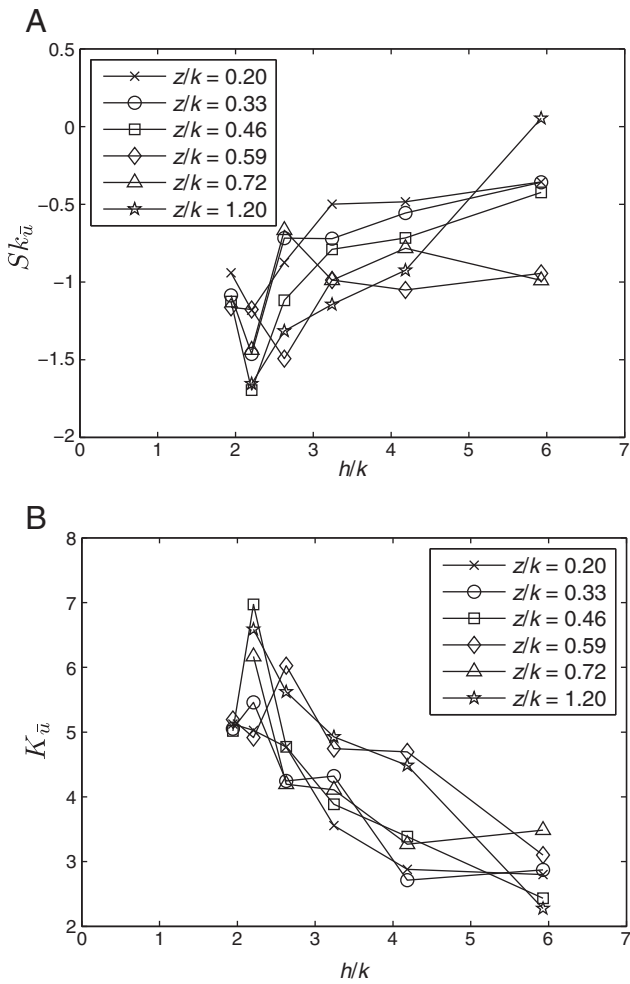 A
0.5
0
−0.5
−1
−1.5
−2
Sk_ū
z/k = 0.20
z/k = 0.33
z/k = 0.46
z/k = 0.59
z/k = 0.72
z/k = 1.20
0 1 2 3 4 5 6 7
h/k
B
8
7
6
5
4
3
2
K_ū
z/k = 0.20
z/k = 0.33
z/k = 0.46
z/k = 0.59
z/k = 0.72
z/k = 1.20
0 1 2 3 4 5 6 7
h/k